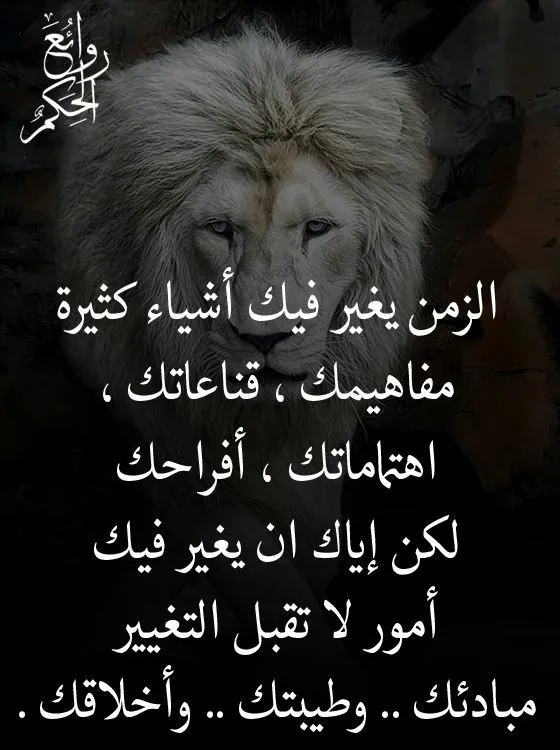 روائع
الحكم
الزمن يغير فيك أشياء كثيرة
مفاهيمك ، قناعاتك ،
اهتماماتك ، أفراحك
لكن إياك ان يغير فيك
أمور لا تقبل التغيير
مبادئك .. وطيبتك .. وأخلاقك .